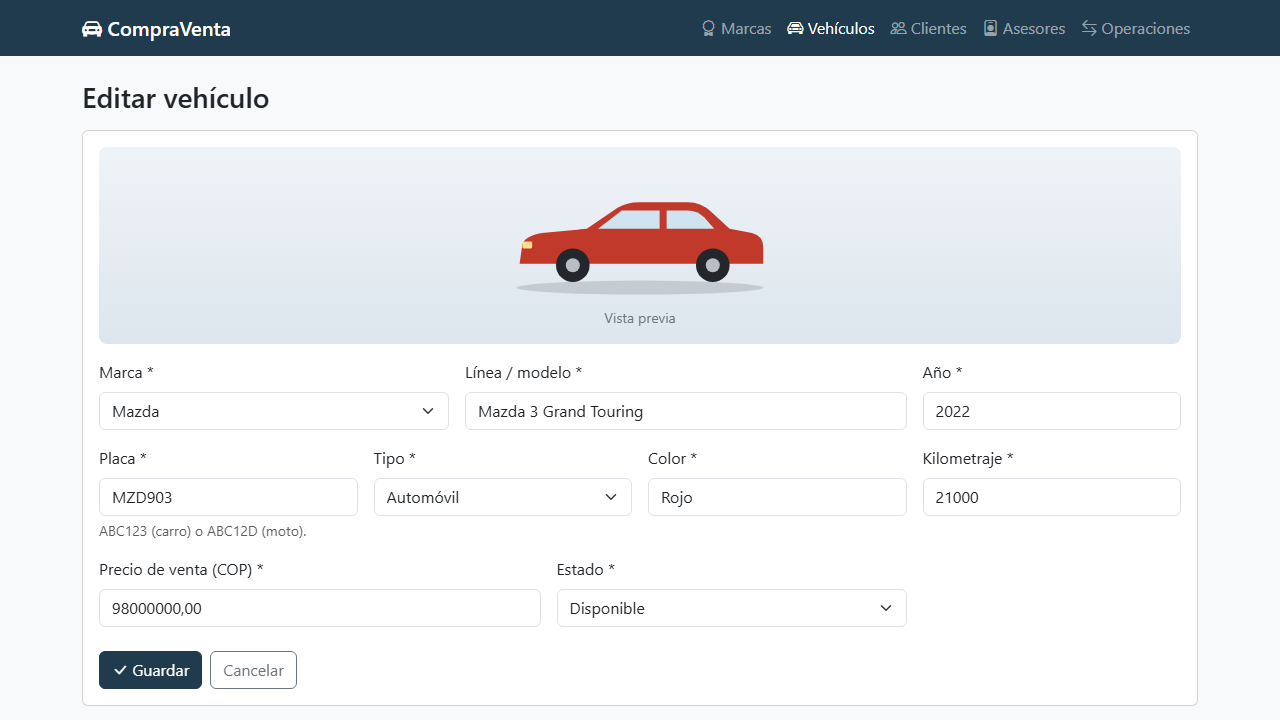 CompraVenta
Marcas Vehículos Clientes Asesores Operaciones
Editar vehículo
Vista previa
Marca * Línea / modelo * Año *
Mazda Mazda 3 Grand Touring 2022
Placa * Tipo * Color * Kilometraje *
MZD903 Automóvil Rojo 21000
ABC123 (carro) o ABC12D (moto).
Precio de venta (COP) * Estado *
98000000,00 Disponible
Guardar Cancelar